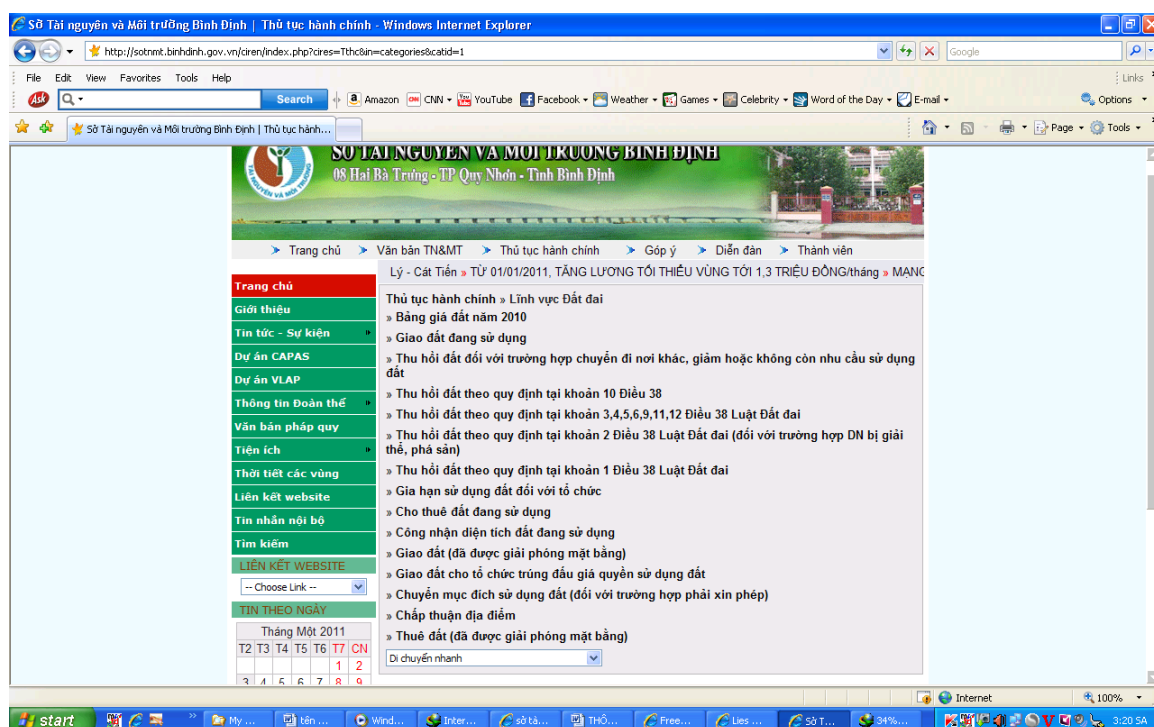 Sở Tài nguyên và Môi trường Bình Định | Thủ tục hành chính - Windows Internet Explorer
http://sotnmt.binhdinh.gov.vn/ciren/index.php?cires=Tthc&in=categories&catid=1
Google
File Edit View Favorites Tools Help
Links
Ask Search Amazon CNN YouTube Facebook Weather Games Celebrity Word of the Day E-mail Options
Sở Tài nguyên và Môi trường Bình Định | Thủ tục hành...
Page Tools
SỞ TÀI NGUYÊN VÀ MÔI TRƯỜNG BÌNH ĐỊNH
08 Hai Bà Trưng - TP Quy Nhơn - Tỉnh Bình Định
TÀI NGUYÊN VÀ MÔI TRƯỜNG
Trang chủ Văn bản TN&MT Thủ tục hành chính Góp ý Diễn đàn Thành viên
Lý - Cát Tiến » TỪ 01/01/2011, TĂNG LƯƠNG TỐI THIỂU VÙNG TỚI 1,3 TRIỆU ĐỒNG/tháng » MẠNG
Trang chủ
Giới thiệu
Tin tức - Sự kiện
Dự án CAPAS
Dự án VLAP
Thông tin Đoàn thể
Văn bản pháp quy
Tiện ích
Thời tiết các vùng
Liên kết website
Tin nhắn nội bộ
Tìm kiếm
LIÊN KẾT WEBSITE
-- Choose Link --
TIN THEO NGÀY
Tháng Một 2011
T2 T3 T4 T5 T6 T7 CN
1 2
3 4 5 6 7 8 9
Thủ tục hành chính » Lĩnh vực Đất đai
» Bảng giá đất năm 2010
» Giao đất đang sử dụng
» Thu hồi đất đối với trường hợp chuyển đi nơi khác, giảm hoặc không còn nhu cầu sử dụng
đất
» Thu hồi đất theo quy định tại khoản 10 Điều 38
» Thu hồi đất theo quy định tại khoản 3,4,5,6,9,11,12 Điều 38 Luật Đất đai
» Thu hồi đất theo quy định tại khoản 2 Điều 38 Luật Đất đai (đối với trường hợp DN bị giải
thể, phá sản)
» Thu hồi đất theo quy định tại khoản 1 Điều 38 Luật Đất đai
» Gia hạn sử dụng đất đối với tổ chức
» Cho thuê đất đang sử dụng
» Công nhận diện tích đất đang sử dụng
» Giao đất (đã được giải phóng mặt bằng)
» Giao đất cho tổ chức trúng đấu giá quyền sử dụng đất
» Chuyển mục đích sử dụng đất (đối với trường hợp phải xin phép)
» Chấp thuận địa điểm
» Thuê đất (đã được giải phóng mặt bằng)
Di chuyển nhanh
Internet 100%
start My ... tên ... Wind... Inter... sở tà... THÔ... Free... Lies ... Sở T... 34%... 3:20 SA